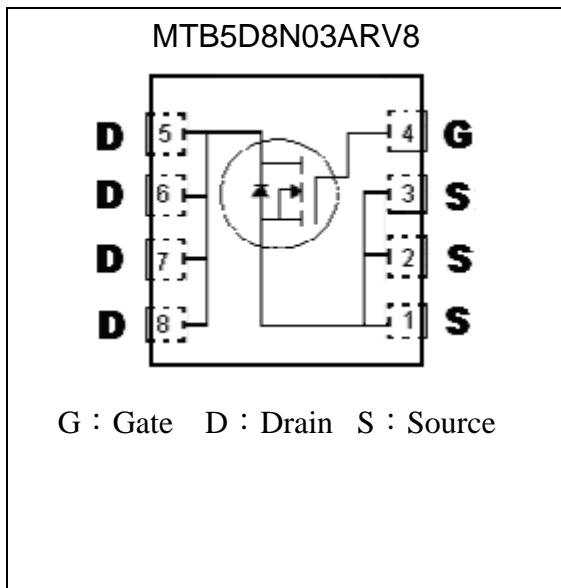 MTB5D8N03ARV8
D 5 4 G
D 6 3 S
D 7 2 S
D 8 1 S
G：Gate D：Drain S：Source